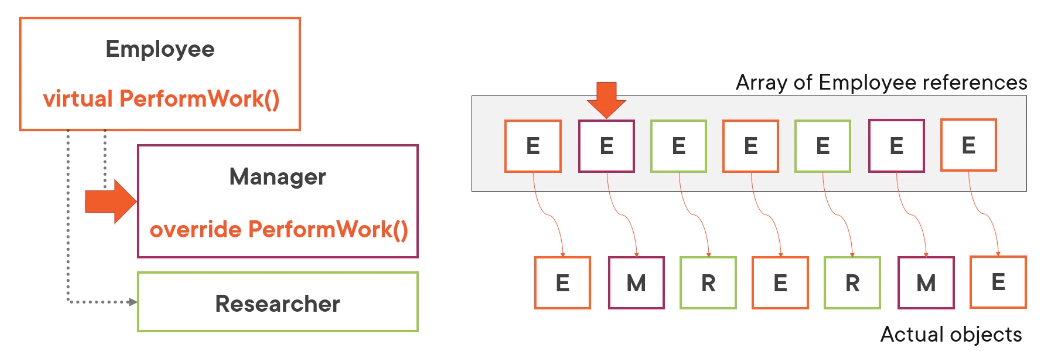 Employee
virtual PerformWork()
Manager
override PerformWork()
Researcher
Array of Employee references
E E E E E E E
E M R E R M E
Actual objects